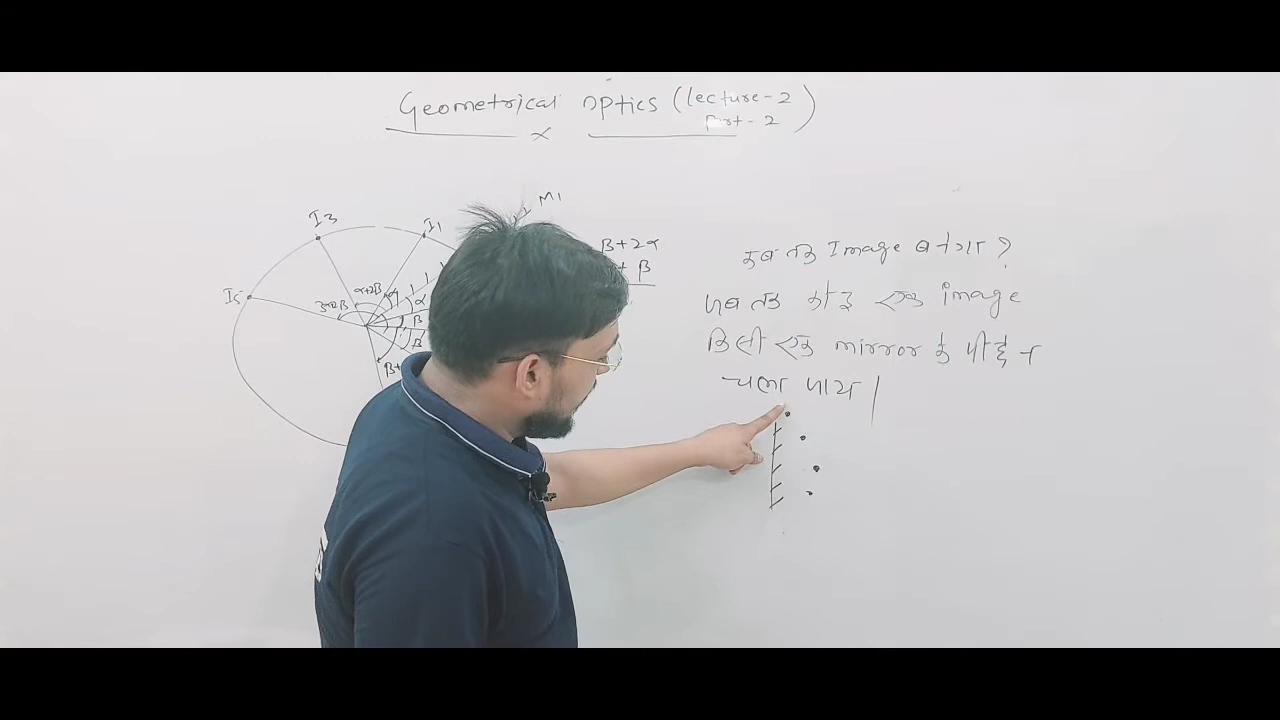 Geometrical optics (lecture-2
Part-2)
M1
I3
I1
β+2α
+ β
I5
α+2β
α
β
β
β+
कब तक Image बनेगा ?
जब तक कोई एक image
किसी एक mirror के पीछे न
चला जाय |